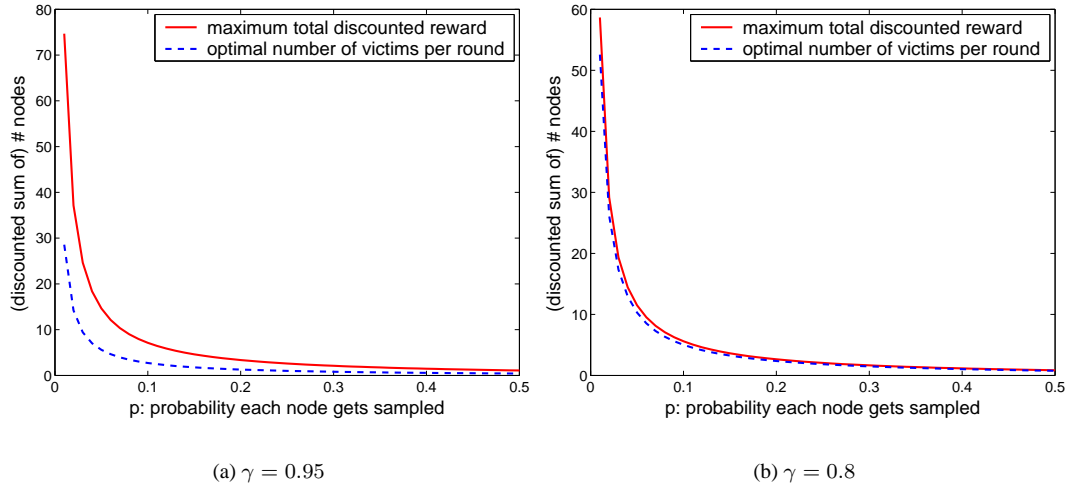 80
70
60
50
40
30
20
10
0
(discounted sum of) # nodes
maximum total discounted reward
optimal number of victims per round
0 0.1 0.2 0.3 0.4 0.5
p: probability each node gets sampled
(a) γ = 0.95
60
50
40
30
20
10
0
(discounted sum of) # nodes
maximum total discounted reward
optimal number of victims per round
0 0.1 0.2 0.3 0.4 0.5
p: probability each node gets sampled
(b) γ = 0.8